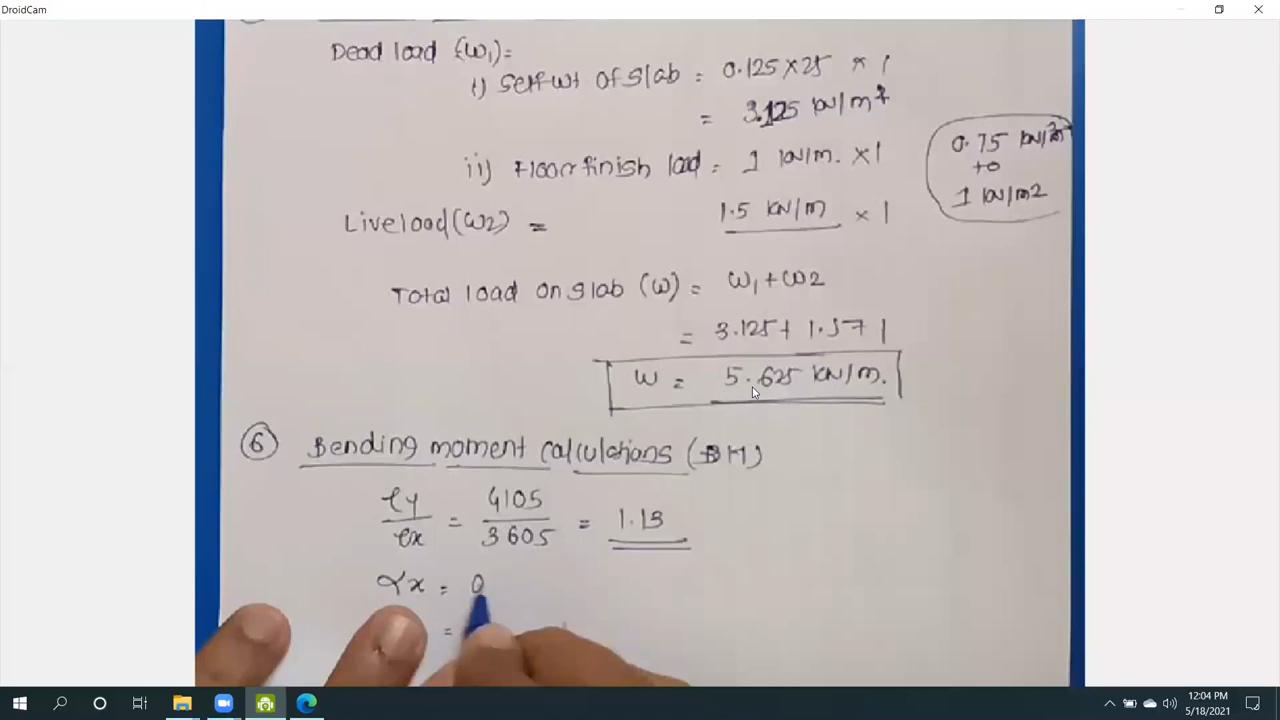 DroidCam
Dead load (W1)=
i) Self wt of slab = 0.125×25 × 1
= 3.125 kN/m
ii) Floor finish load = 1 kN/m. ×1
0.75 kN/m2
to
1 kN/m2
Liveload(W2) = 1.5 kN/m × 1
Total load on slab (W) = W1+W2
= 3.125+ 1.5+ 1
W = 5.625 kN/m.
6 Bending moment calculations (BM)
ly/lx = 4105/3605 = 1.13
αx = 0
=
12:04 PM
5/18/2021